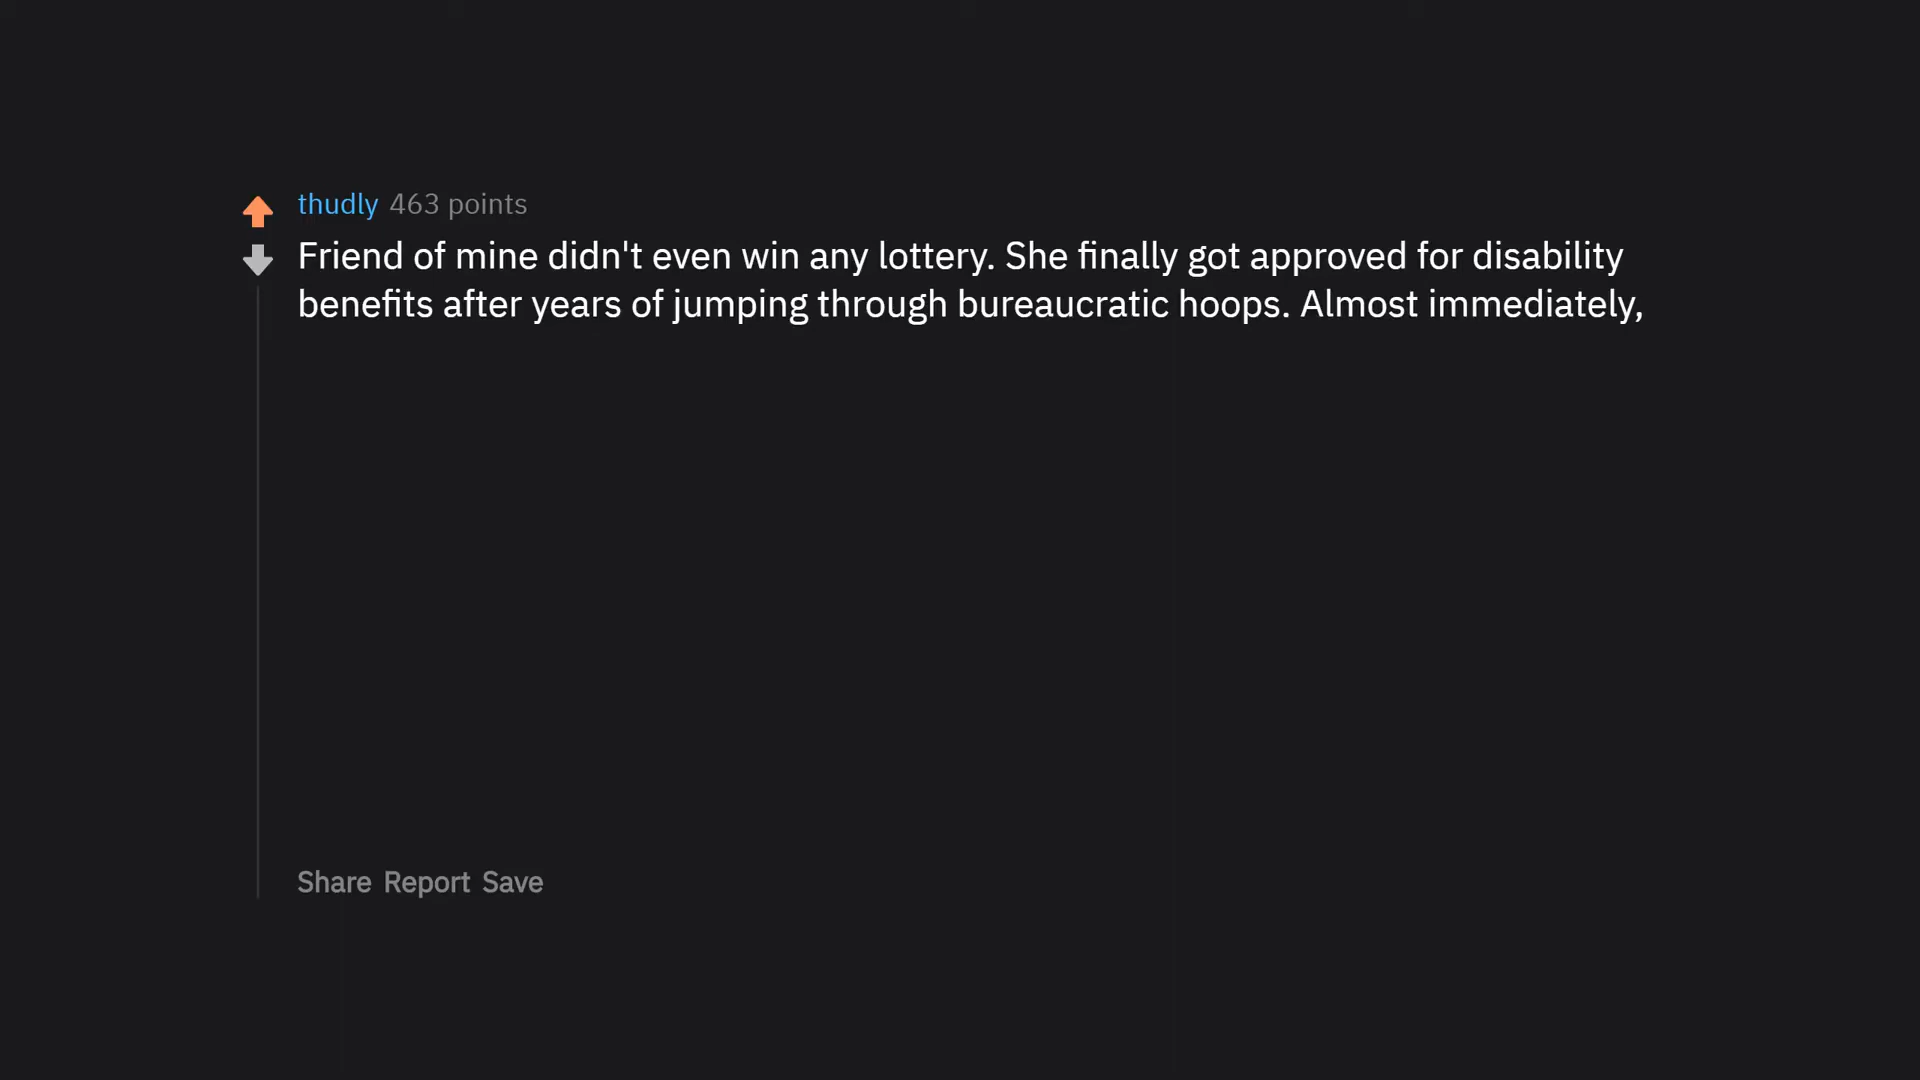 thudly 463 points
Friend of mine didn't even win any lottery. She finally got approved for disability
benefits after years of jumping through bureaucratic hoops. Almost immediately,
Share Report Save